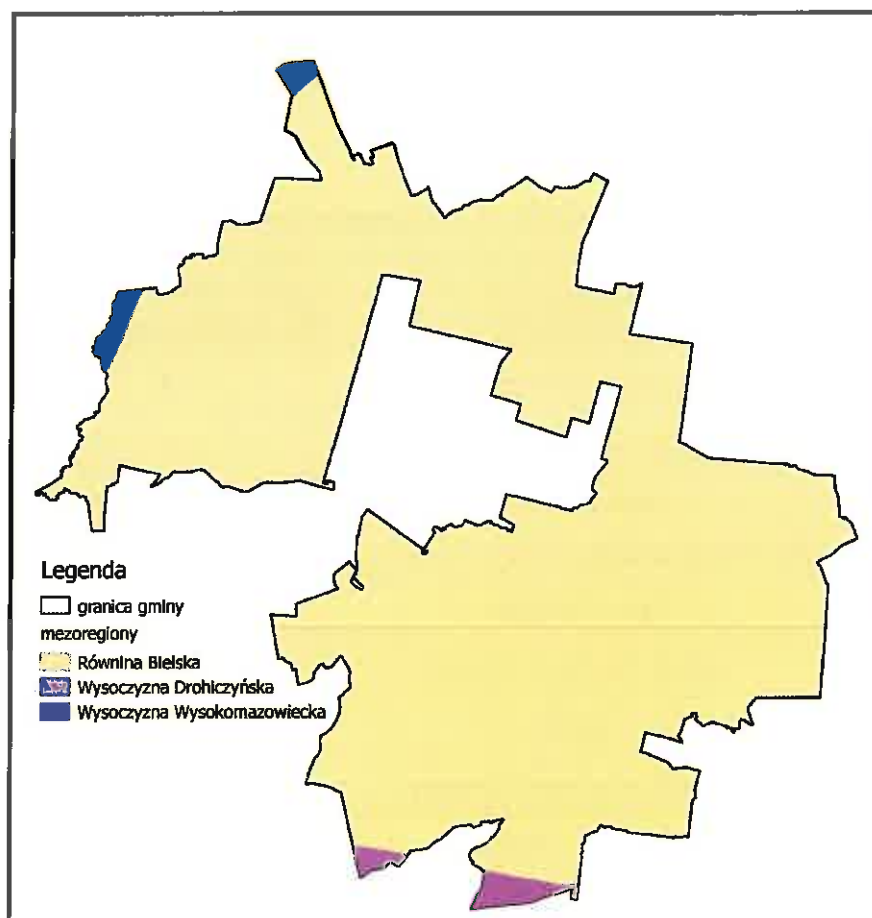 Legenda
granica gminy
mezoregiony
Równina Bielska
Wysoczyzna Drohiczyńska
Wysoczyzna Wysokomazowiecka